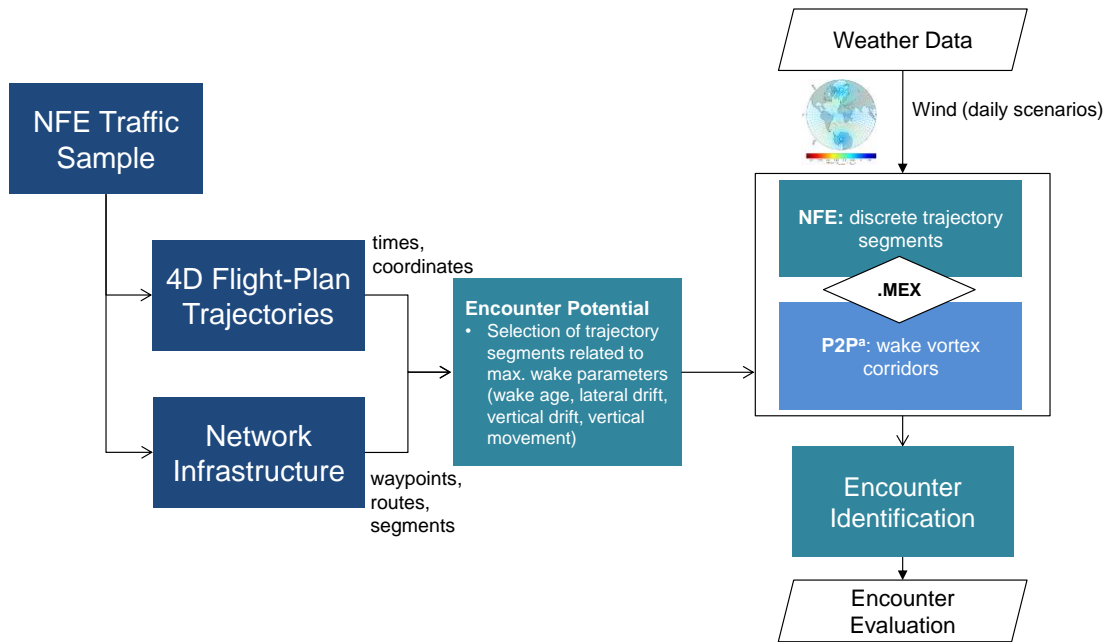 Weather Data
Wind (daily scenarios)
NFE Traffic
Sample
4D Flight-Plan
Trajectories
times,
coordinates
Network
Infrastructure
waypoints,
routes,
segments
Encounter Potential
• Selection of trajectory
segments related to
max. wake parameters
(wake age, lateral drift,
vertical drift, vertical
movement)
NFE: discrete trajectory
segments
.MEX
P2Pᵃ: wake vortex
corridors
Encounter
Identification
Encounter
Evaluation